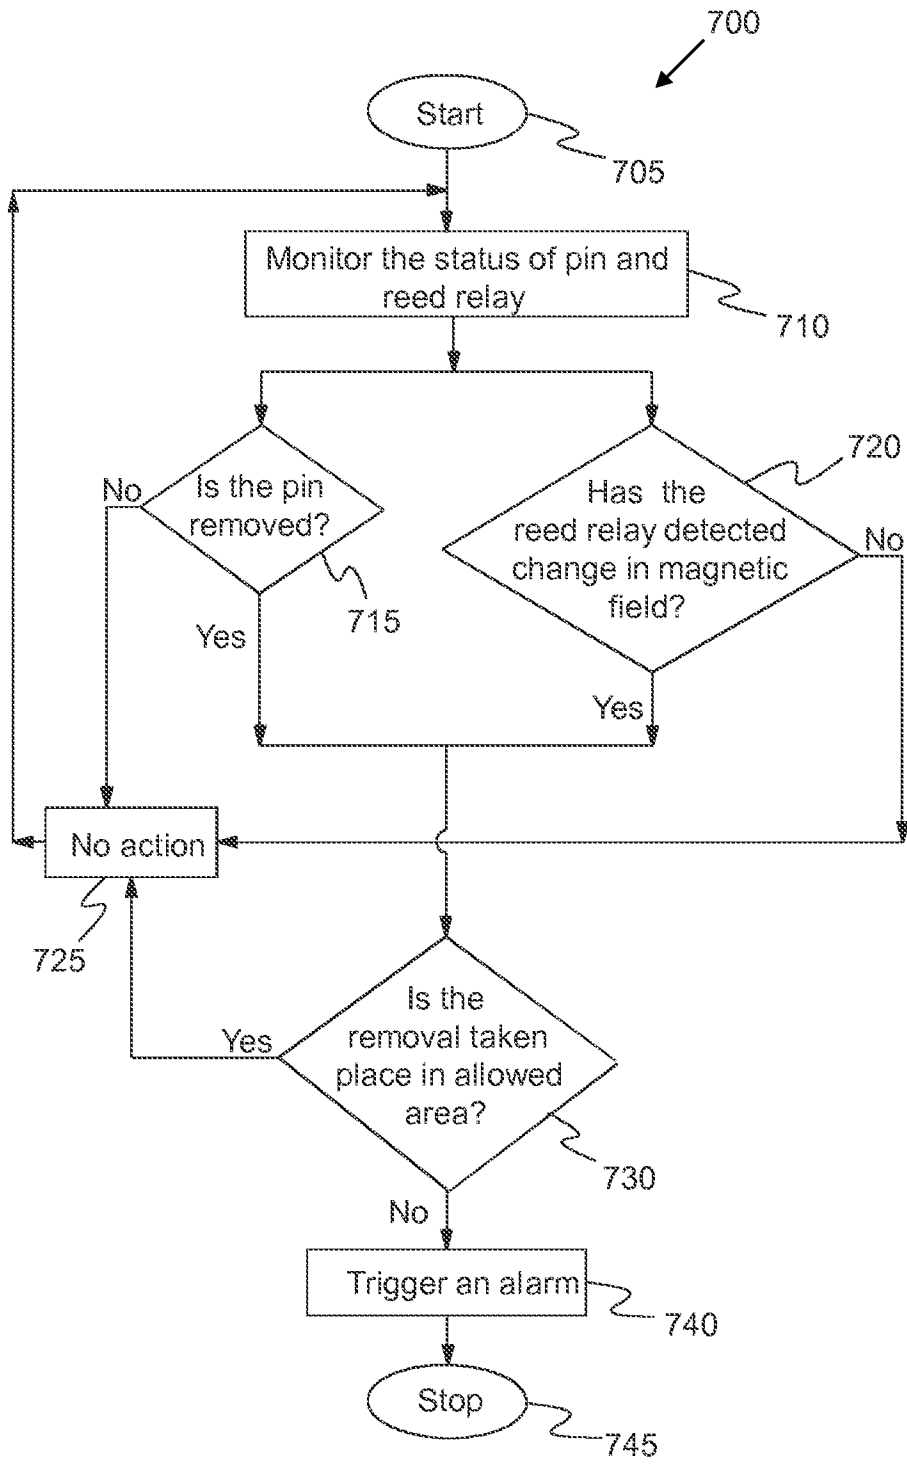 700
Start
705
Monitor the status of pin and
reed relay
710
720
No
Is the pin
removed?
715
Has the
reed relay detected
change in magnetic
field?
No
Yes
Yes
No action
725
Is the
removal taken
place in allowed
area?
Yes
730
No
Trigger an alarm
740
Stop
745